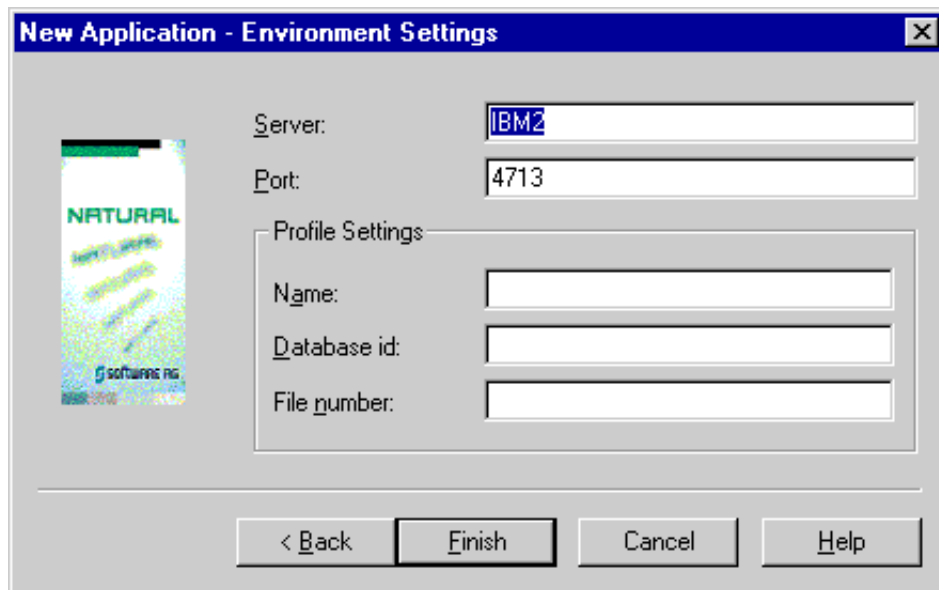 New Application - Environment Settings
Server: IBM2
Port: 4713
NATURAL
Profile Settings
Name:
Database id:
File number:
SOFTWARE AG
< Back Finish Cancel Help